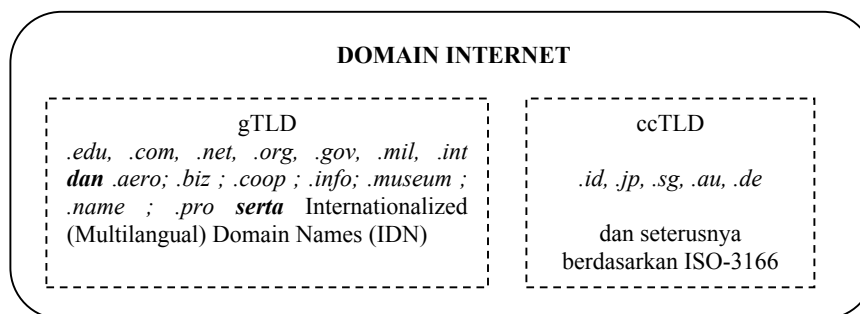 DOMAIN INTERNET
gTLD
.edu, .com, .net, .org, .gov, .mil, .int
dan .aero; .biz ; .coop ; .info; .museum ;
.name ; .pro serta Internationalized
(Multilangual) Domain Names (IDN)
ccTLD
.id, .jp, .sg, .au, .de
dan seterusnya
berdasarkan ISO-3166